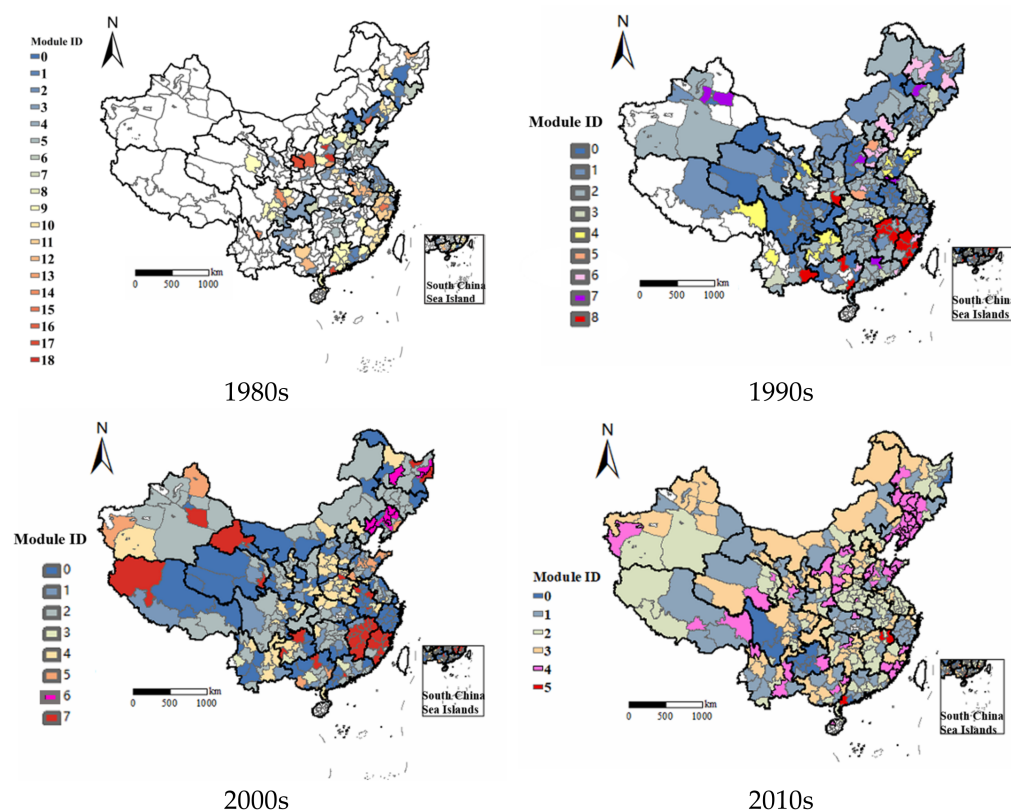 N
Module ID
0
1
2
3
4
5
6
7
8
9
10
11
12
13
14
15
16
17
18
km
0 500 1000
South China
Sea Island
1980s
N
Module ID
0
1
2
3
4
5
6
7
8
km
0 500 1000
South China
Sea Islands
1990s
N
Module ID
0
1
2
3
4
5
6
7
km
0 500 1000
South China
Sea Islands
2000s
N
Module ID
0
1
2
3
4
5
km
0 500 1000
South China
Sea Islands
2010s